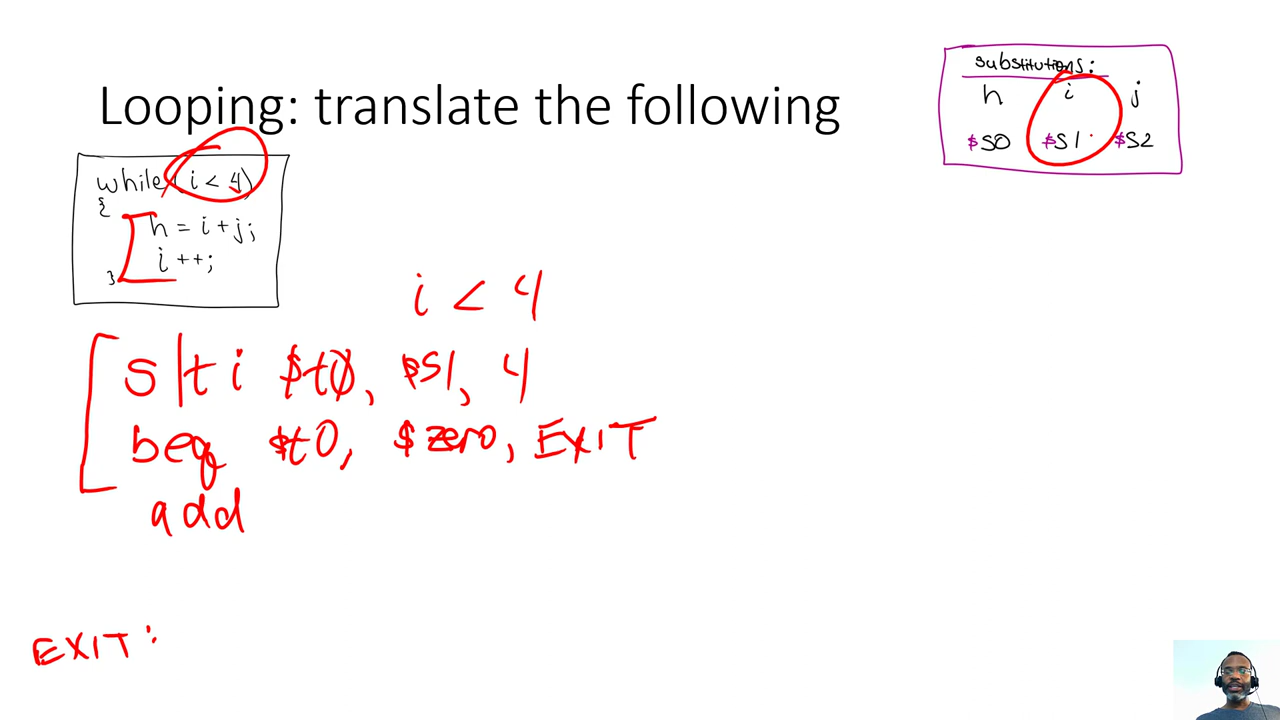 Looping: translate the following
substitutions:
h i j
$S0 $S1 $S2
while (i < 4)
{
h = i + j;
i ++;
}
i < 4
slti $t0, $S1, 4
beq $t0, $zero, EXIT
add
EXIT: